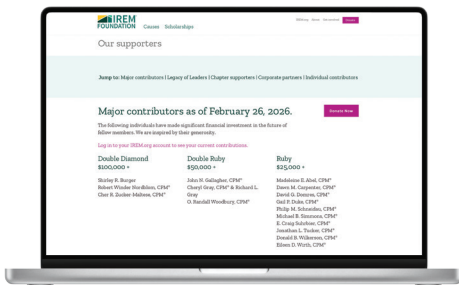 IREM
FOUNDATION
Causes Scholarships
Donate
Our supporters
Jump to: Major contributors | Legacy of Leaders | Chapter supporters | Corporate partners | Individual contributors
Major contributors as of February 26, 2026.
Donate Now
The following individuals have made significant financial investment in the future of
fellow members. We are inspired by their generosity.
Log in to your IREM.org account to see your current contributions.
Double Diamond
$100,000 +
Shirley R. Burger
Robert Winder Nordblom, CPM®
Cher R. Zucker-Maltese, CPM®
Double Ruby
$50,000 +
John N. Gallagher, CPM®
Cheryl Gray, CPM® & Richard L.
Gray
O. Randall Woodbury, CPM®
Ruby
$25,000 +
Madeleine E. Abel, CPM®
Dawn M. Carpenter, CPM®
David G. Domres, CPM®
Gail P. Duke, CPM®
Philip M. Schneidau, CPM®
Michael B. Simmons, CPM®
E. Craig Suhrbier, CPM®
Jonathan L. Tucker, CPM®
Donald B. Wilkerson, CPM®
Eileen D. Wirth, CPM®